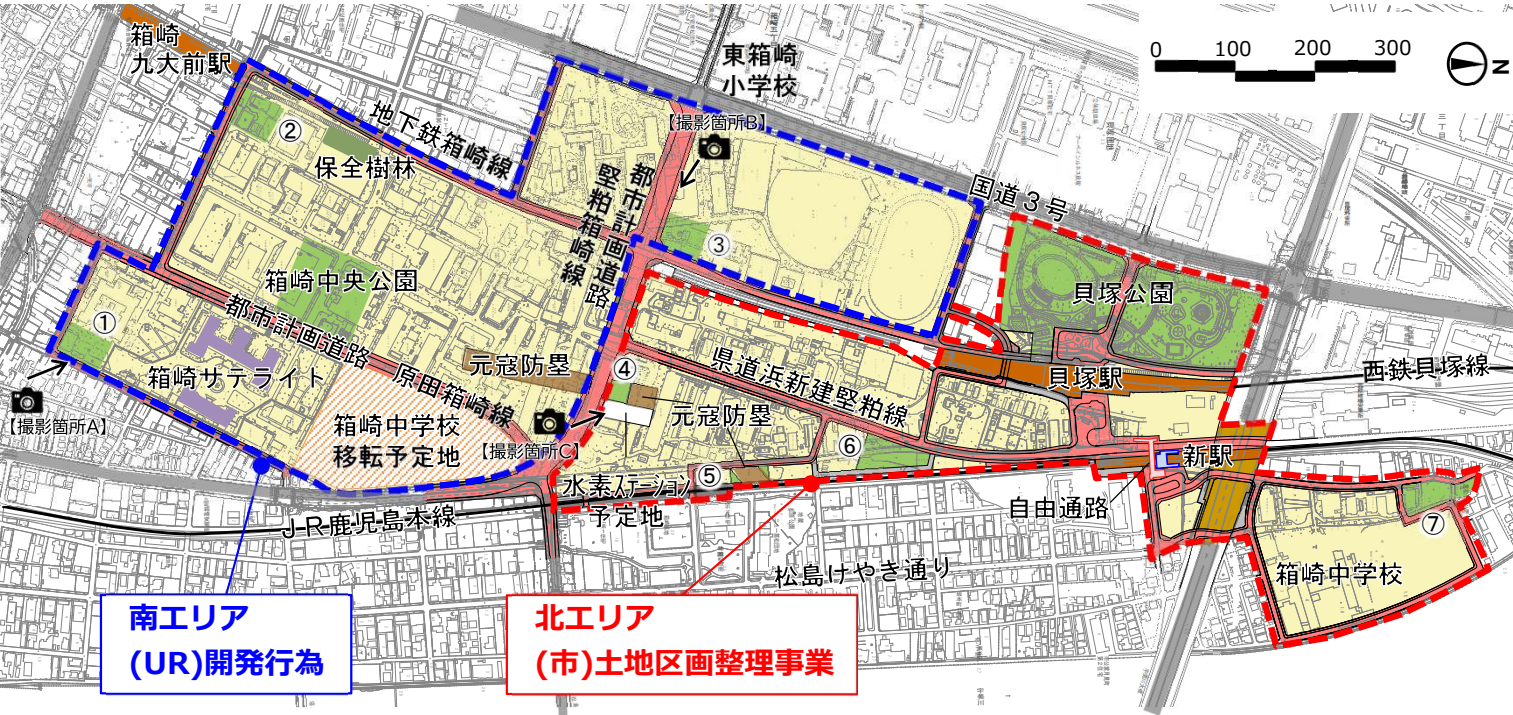 箱崎
九大前駅
東箱崎
小学校
0 100 200 300
N
【撮影箇所B】
②
地下鉄箱崎線
保全樹林
都市計画道路
堅粕箱崎線
国道３号
③
箱崎中央公園
貝塚公園
①
都市計画道路 原田箱崎線
箱崎サテライト
元寇防塁
④
県道浜新建堅粕線
貝塚駅
西鉄貝塚線
【撮影箇所A】
箱崎中学校
移転予定地
【撮影箇所C】
元寇防塁
⑥
新駅
⑤
水素ステーション
予定地
自由通路
⑦
ＪＲ鹿児島本線
松島けやき通り
箱崎中学校
南エリア
(UR)開発行為
北エリア
(市)土地区画整理事業